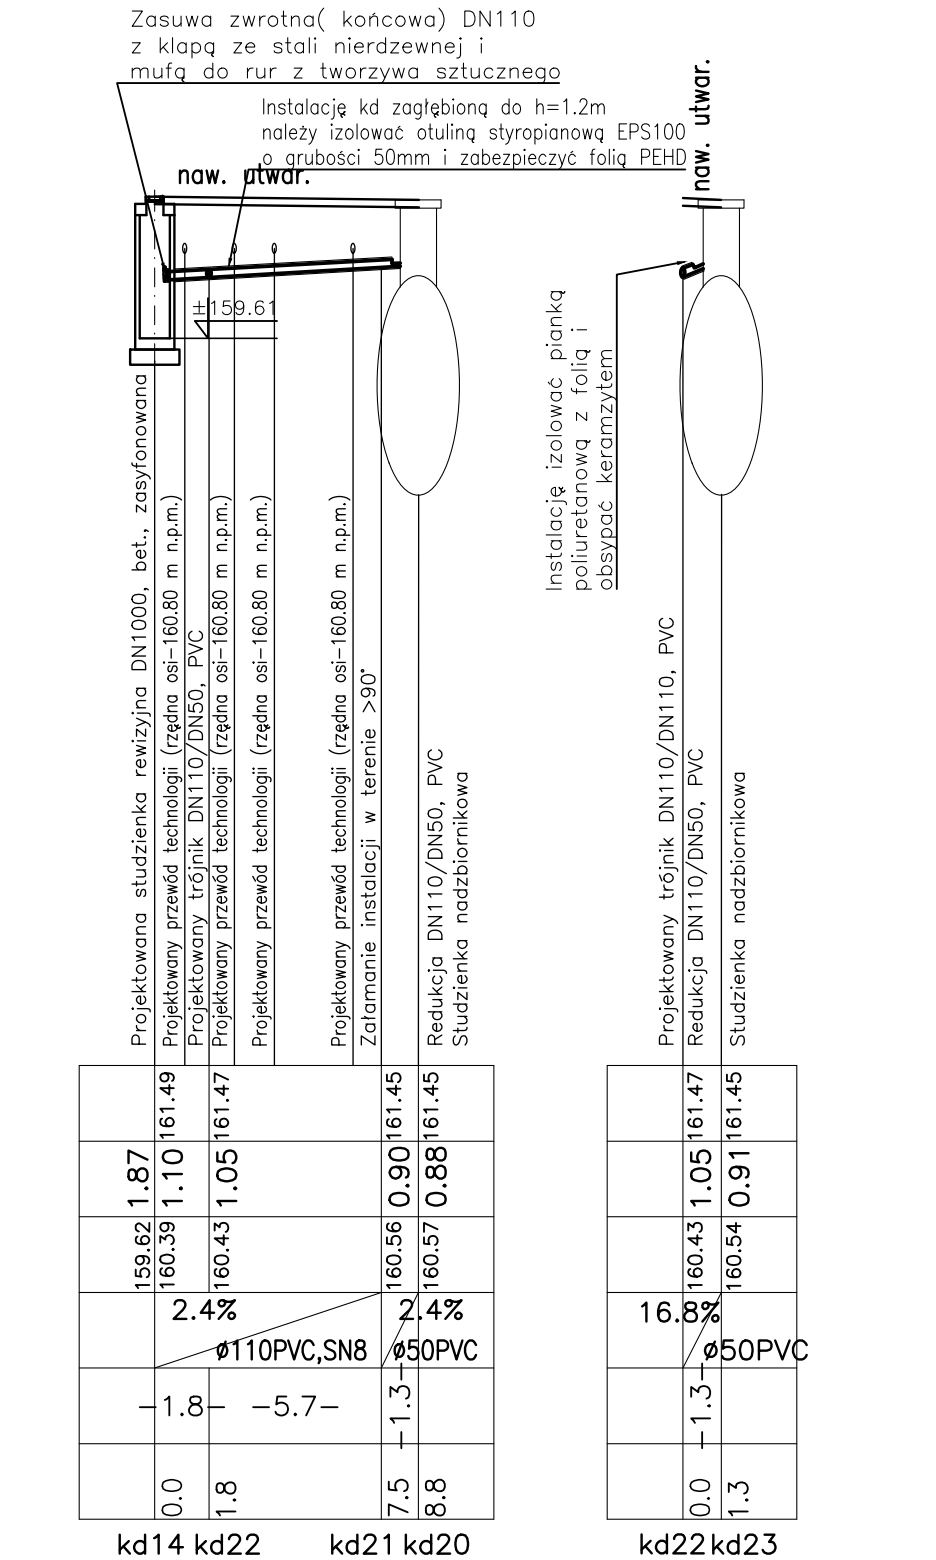 Zasuwa zwrotna( końcowa) DN110
z klapą ze stali nierdzewnej i
mufą do rur z tworzywa sztucznego
Instalację kd zagłębioną do h=1.2m
należy izolować otuliną styropianową EPS100
o grubości 50mm i zabezpieczyć folią PEHD
naw. utwar.
naw. utwar.
±159.61
Instalację izolować pianką
poliuretanową z folią i
obsypać keramzytem
Projektowana studzienka rewizyjna DN1000, bet., zasyfonowana
Projektowany przewód technologii (rzędna osi-160.80 m n.p.m.)
Projektowany trójnik DN110/DN50, PVC
Projektowany przewód technologii (rzędna osi-160.80 m n.p.m.)
Projektowany przewód technologii (rzędna osi-160.80 m n.p.m.)
Projektowany przewód technologii (rzędna osi-160.80 m n.p.m.)
Załamanie instalacji w terenie >90°
Redukcja DN110/DN50, PVC
Studzienka nadzbiornikowa
Projektowany trójnik DN110/DN110, PVC
Redukcja DN110/DN50, PVC
Studzienka nadzbiornikowa
161.49 161.47 161.45 161.45
1.87 1.10 1.05 0.90 0.88
159.62 160.39 160.43 160.56 160.57
2.4% 2.4%
ø110PVC,SN8 ø50PVC
-1.8- -5.7- -1.3-
0.0 1.8 7.5 8.8
kd14 kd22 kd21 kd20
161.47 161.45
1.05 0.91
160.43 160.54
16.8%
ø50PVC
-1.3-
0.0 1.3
kd22 kd23